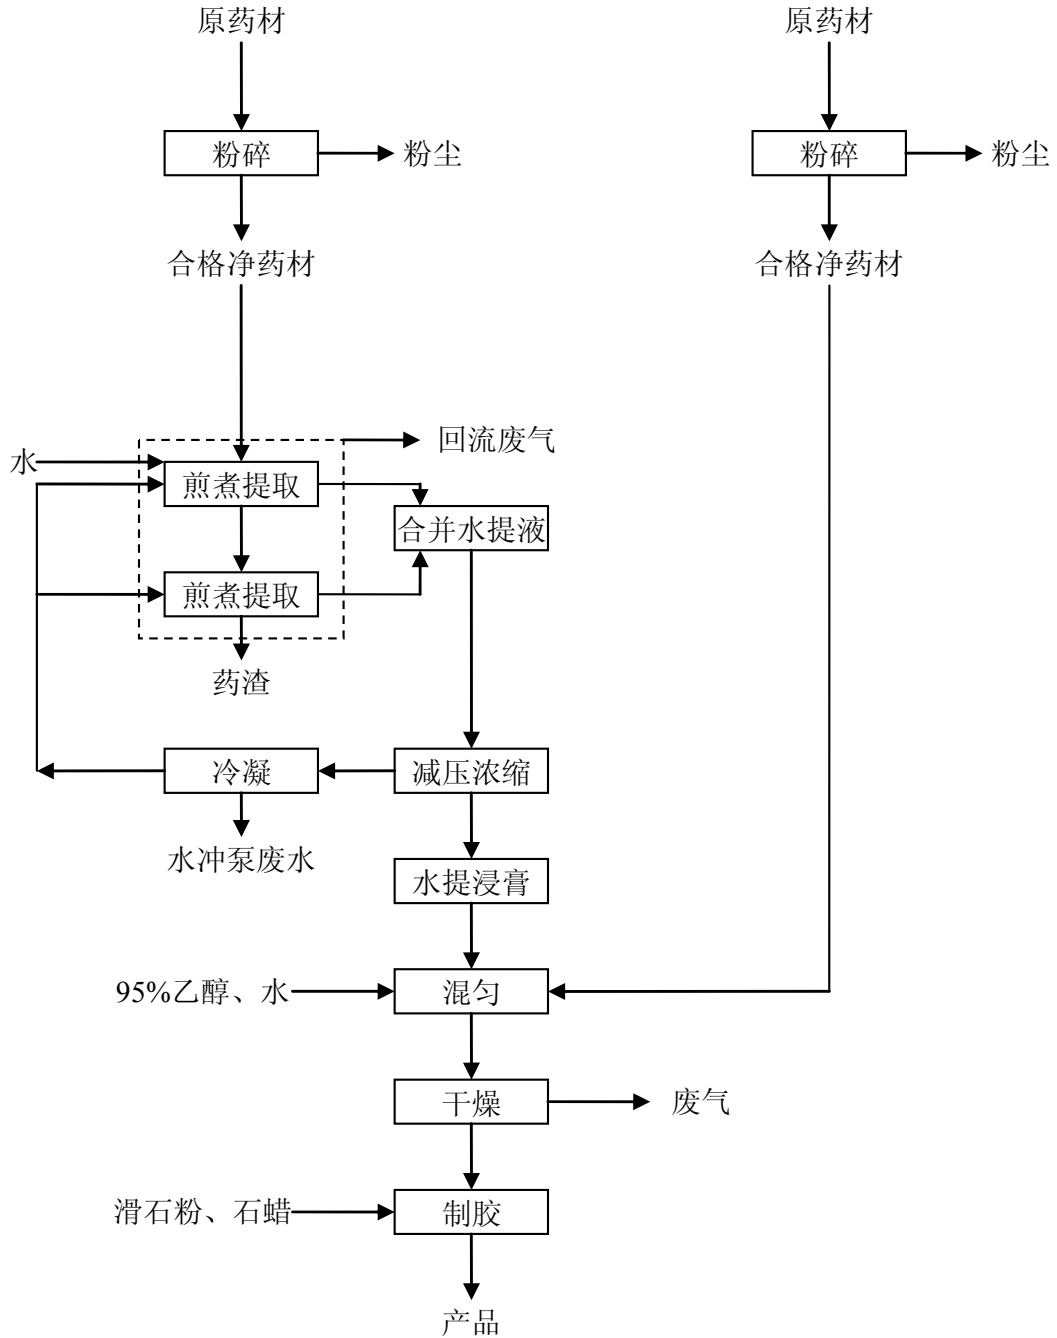 原药材
原药材
粉碎
粉尘
粉碎
粉尘
合格净药材
合格净药材
回流废气
水
煎煮提取
合并水提液
煎煮提取
药渣
冷凝
减压浓缩
水冲泵废水
水提浸膏
95%乙醇、水
混匀
干燥
废气
滑石粉、石蜡
制胶
产品